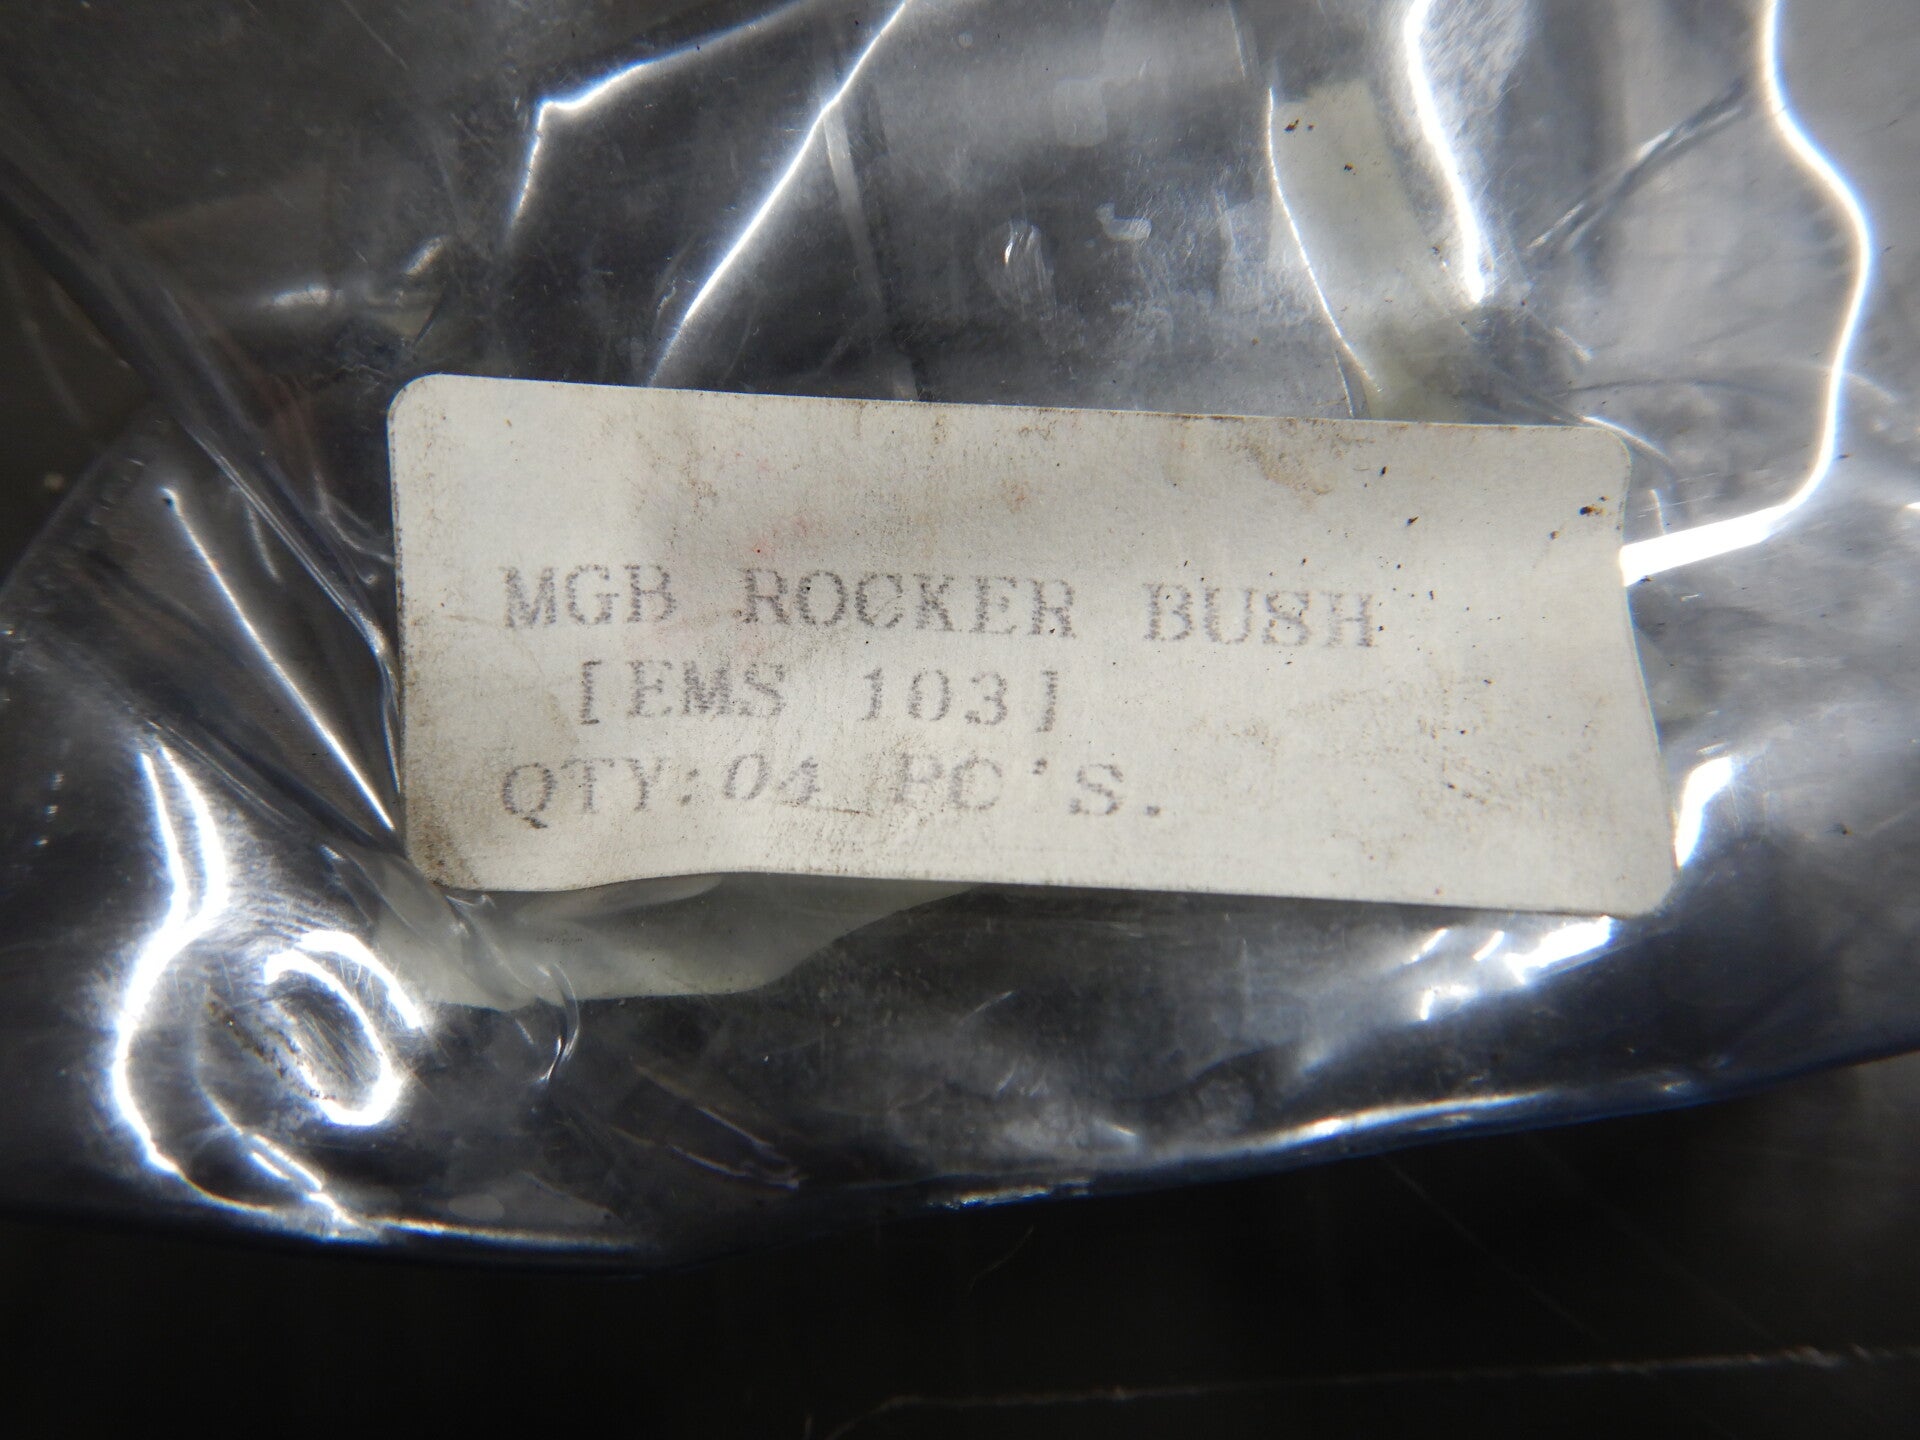 MGB ROCKER BUSH
[EMS 103]
QTY:04 PC'S.